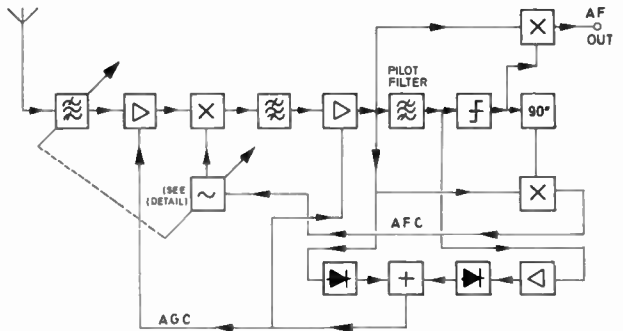 AF
OUT
PILOT
FILTER
90°
(SEE
(DETAIL)
AFC
AGC